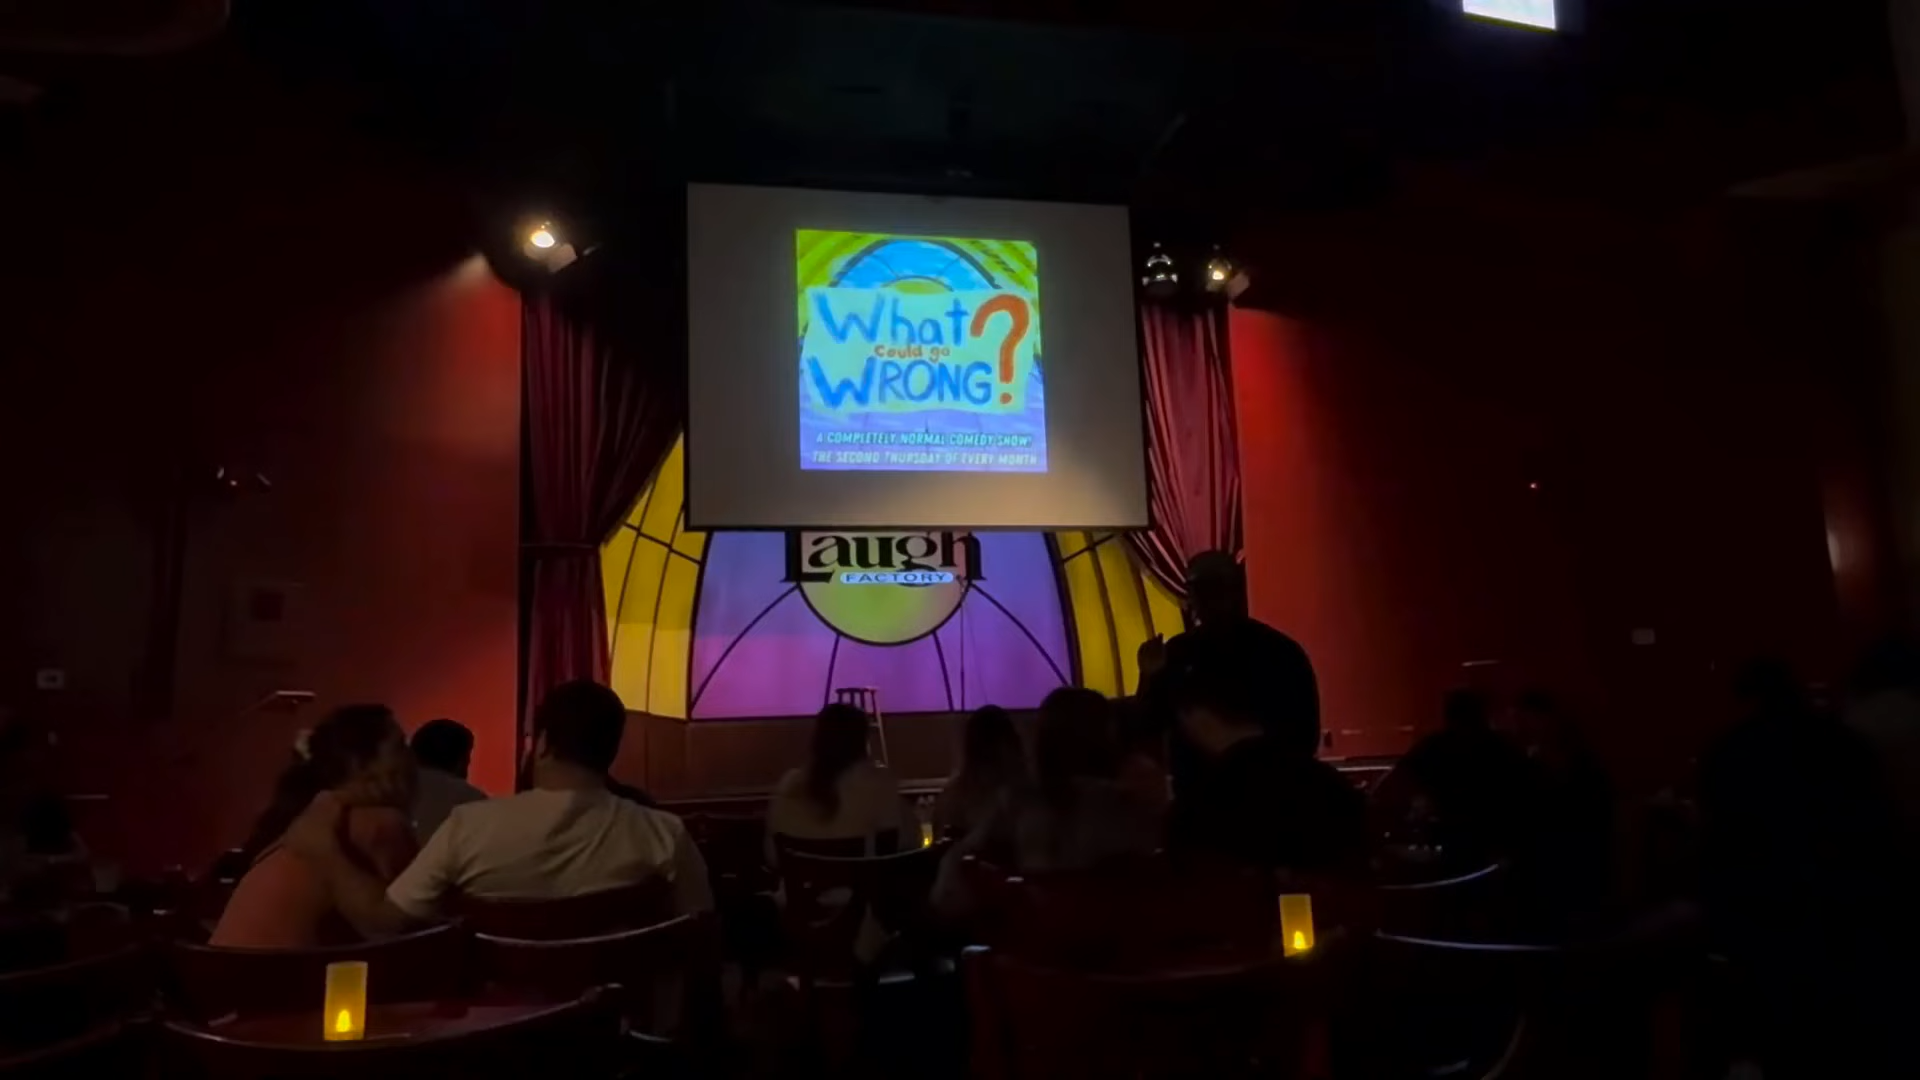 What ?
Could go
WRONG
A COMPLETELY NORMAL COMEDY SHOW!
THE SECOND THURSDAY OF EVERY MONTH
Laugh
FACTORY